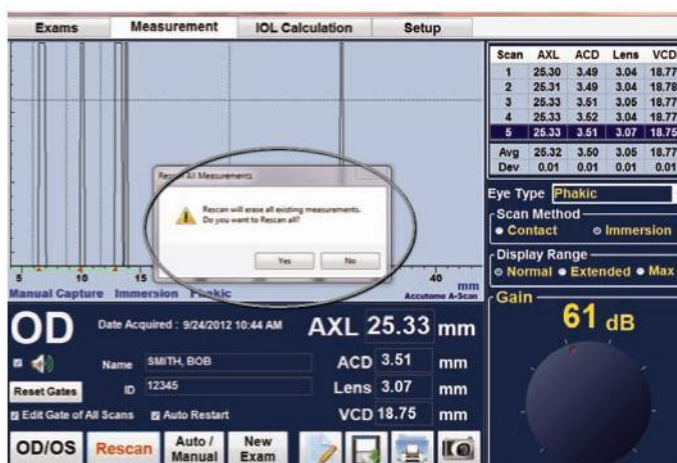 Exams Measurement IOL Calculation Setup
Scan AXL ACD Lens VCD
1 25.30 3.49 3.04 18.77
2 25.31 3.49 3.04 18.78
3 25.33 3.51 3.05 18.77
4 25.33 3.52 3.04 18.77
5 25.33 3.51 3.07 18.75
Avg 25.32 3.50 3.05 18.77
Dev 0.01 0.01 0.01 0.01
Rescan All Measurements
Rescan will erase all existing measurements.
Do you want to Rescan all?
Yes No
Eye Type Phakic
Scan Method
Contact Immersion
Display Range
Normal Extended Max
5 10 15 40 mm
Manual Capture Immersion Phakic Accutome A-Scan
Gain
61 dB
OD Date Acquired : 9/24/2012 10:44 AM AXL 25.33 mm
Name SMITH, BOB ACD 3.51 mm
Reset Gates ID 12345 Lens 3.07 mm
Edit Gate of All Scans Auto Restart VCD 18.75 mm
OD/OS Rescan Auto / Manual New Exam